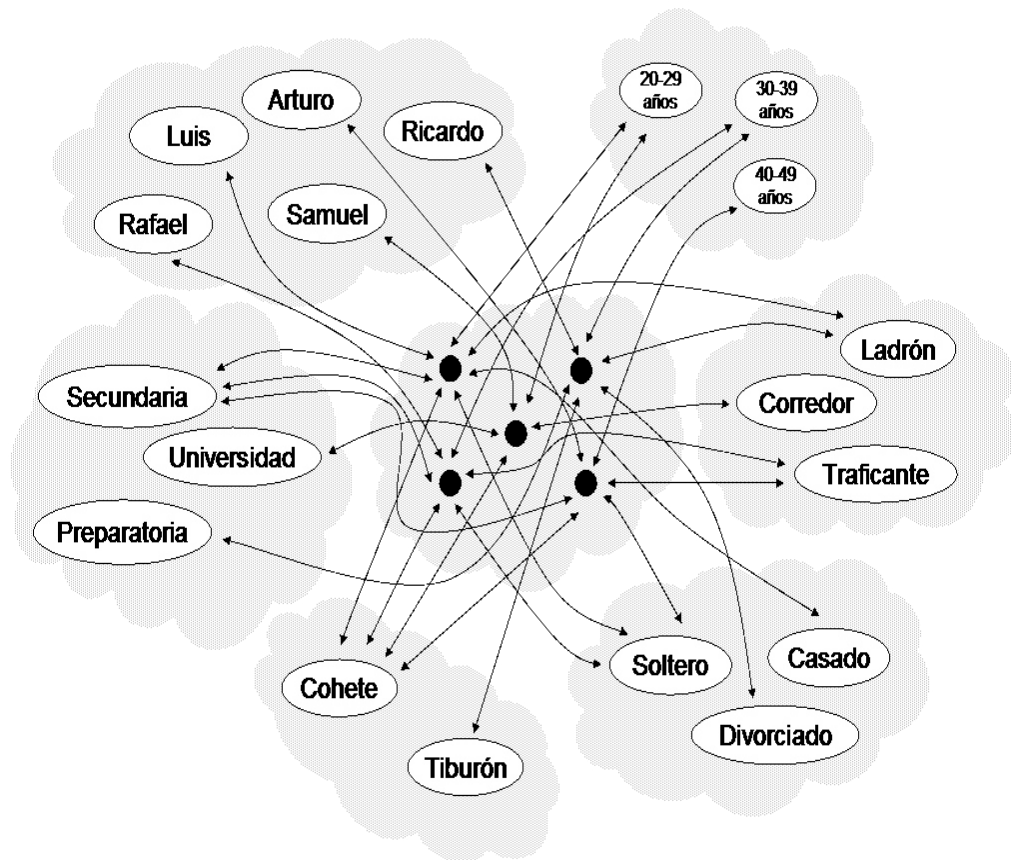 Arturo
Luis
Ricardo
Samuel
Rafael
20-29
años
30-39
años
40-49
años
Secundaria
Universidad
Preparatoria
Ladrón
Corredor
Traficante
Cohete
Tiburón
Soltero
Casado
Divorciado